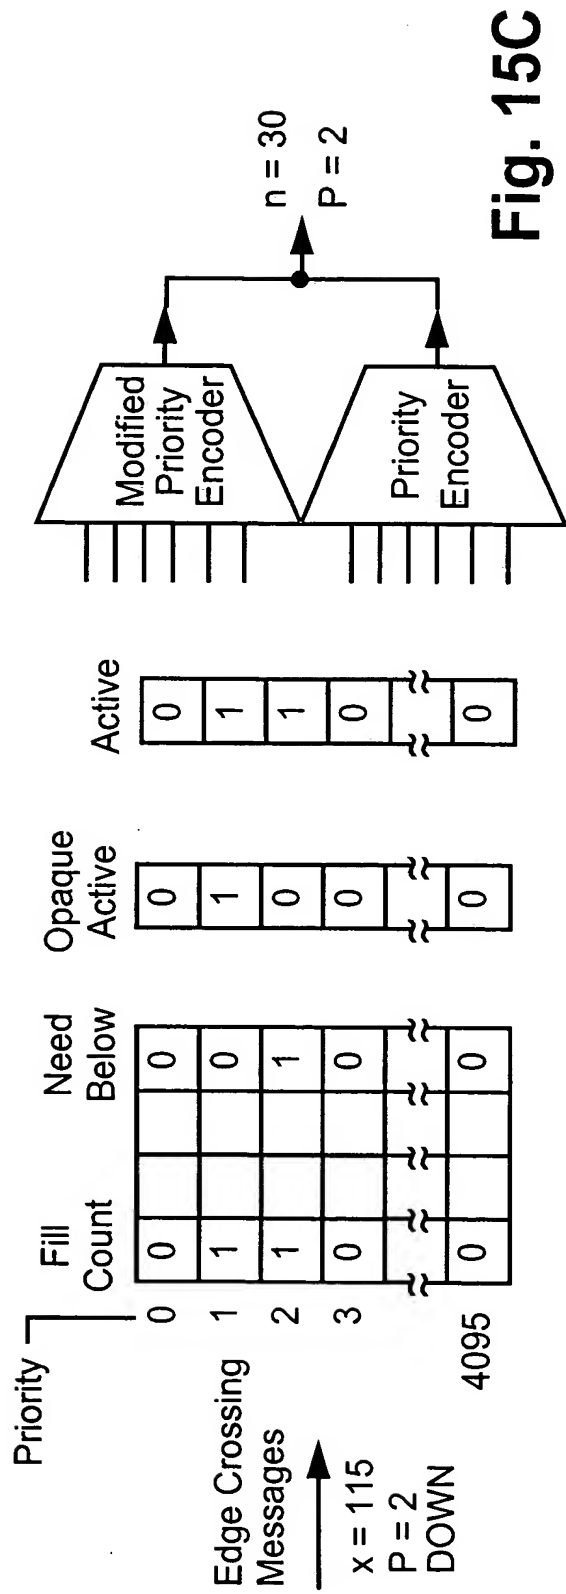 Priority
Fill
Count
Need
Below
Opaque
Active
Active
0 0 0 0 0
1 1 0 1 1
2 1 1 0 1
3 0 0 0 0
4095 0 0 0 0
Edge Crossing
Messages
x = 115
P = 2
DOWN
Modified
Priority
Encoder
Priority
Encoder
n = 30
P = 2
Fig. 15C